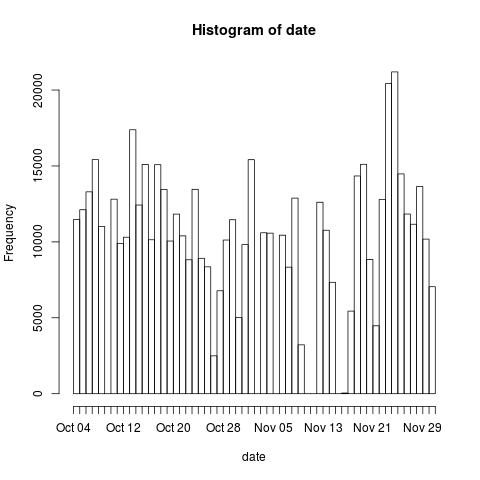 Histogram of date
Frequency
20000
15000
10000
5000
0
Oct 04 Oct 12 Oct 20 Oct 28 Nov 05 Nov 13 Nov 21 Nov 29
date